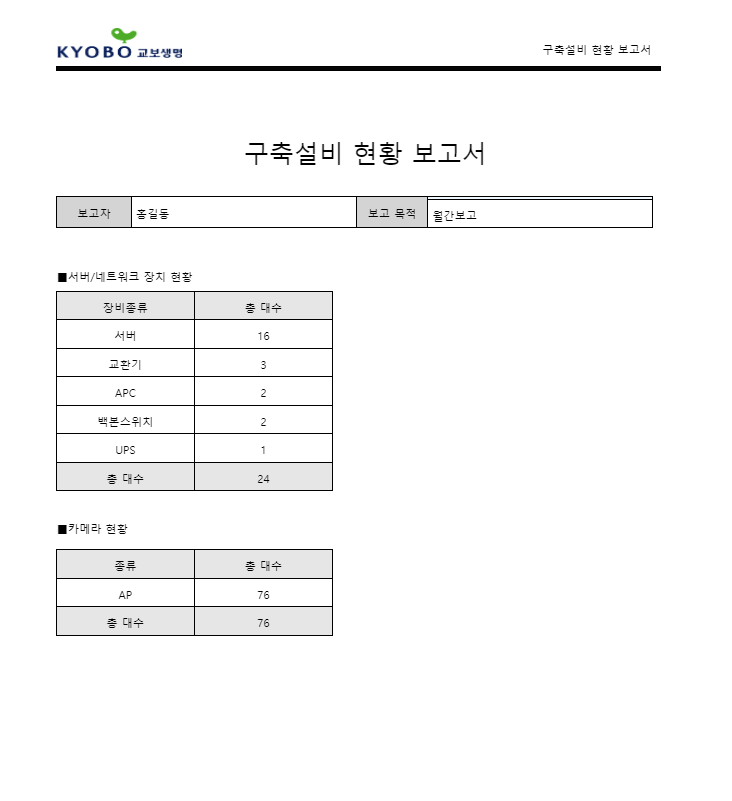 KYOBO 교보생명
구축설비 현황 보고서
구축설비 현황 보고서
보고자 홍길동 보고 목적 월간보고
■서버/네트워크 장치 현황
장비종류 총 대수
서버 16
교환기 3
APC 2
백본스위치 2
UPS 1
총 대수 24
■카메라 현황
종류 총 대수
AP 76
총 대수 76